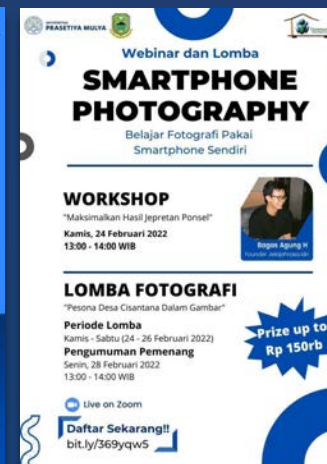 UNIVERSITAS
PRASETIYA MULYA
Webinar dan Lomba
SMARTPHONE
PHOTOGRAPHY
Belajar Fotografi Pakai
Smartphone Sendiri
WORKSHOP
"Maksimalkan Hasil Jepretan Ponsel"
Kamis, 24 Februari 2022
13:00 - 14:00 WIB
Bagas Agung H
LOMBA FOTOGRAFI
"Pesona Desa Cisantana Dalam Gambar"
Periode Lomba
Kamis - Sabtu (24 - 26 Februari 2022)
Pengumuman Pemenang
Senin, 28 Februari 2022
13:00 - 14:00 WIB
Prize up to
Rp 150rb
Live on Zoom
Daftar Sekarang!!
bit.ly/369yqw5